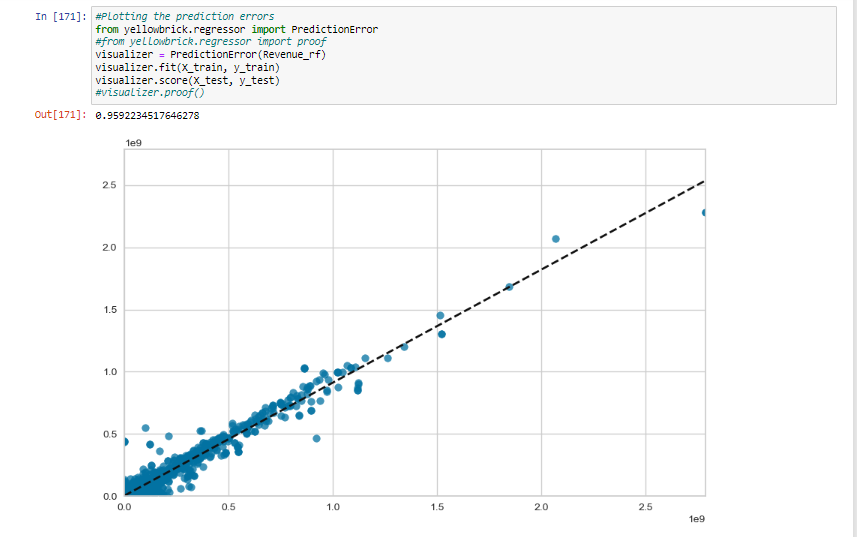 In [171]: #Plotting the prediction errors
from yellowbrick.regressor import PredictionError
#from yellowbrick.regressor import proof
visualizer = PredictionError(Revenue_rf)
visualizer.fit(X_train, y_train)
visualizer.score(X_test, y_test)
#visualizer.proof()
Out[171]: 0.9592234517646278
1e9
2.5
2.0
1.5
1.0
0.5
0.0
0.0 0.5 1.0 1.5 2.0 2.5
1e9